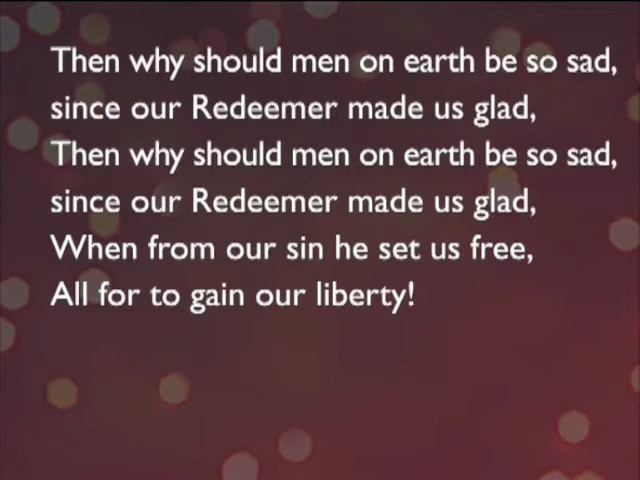 Then why should men on earth be so sad,
since our Redeemer made us glad,
Then why should men on earth be so sad,
since our Redeemer made us glad,
When from our sin he set us free,
All for to gain our liberty!